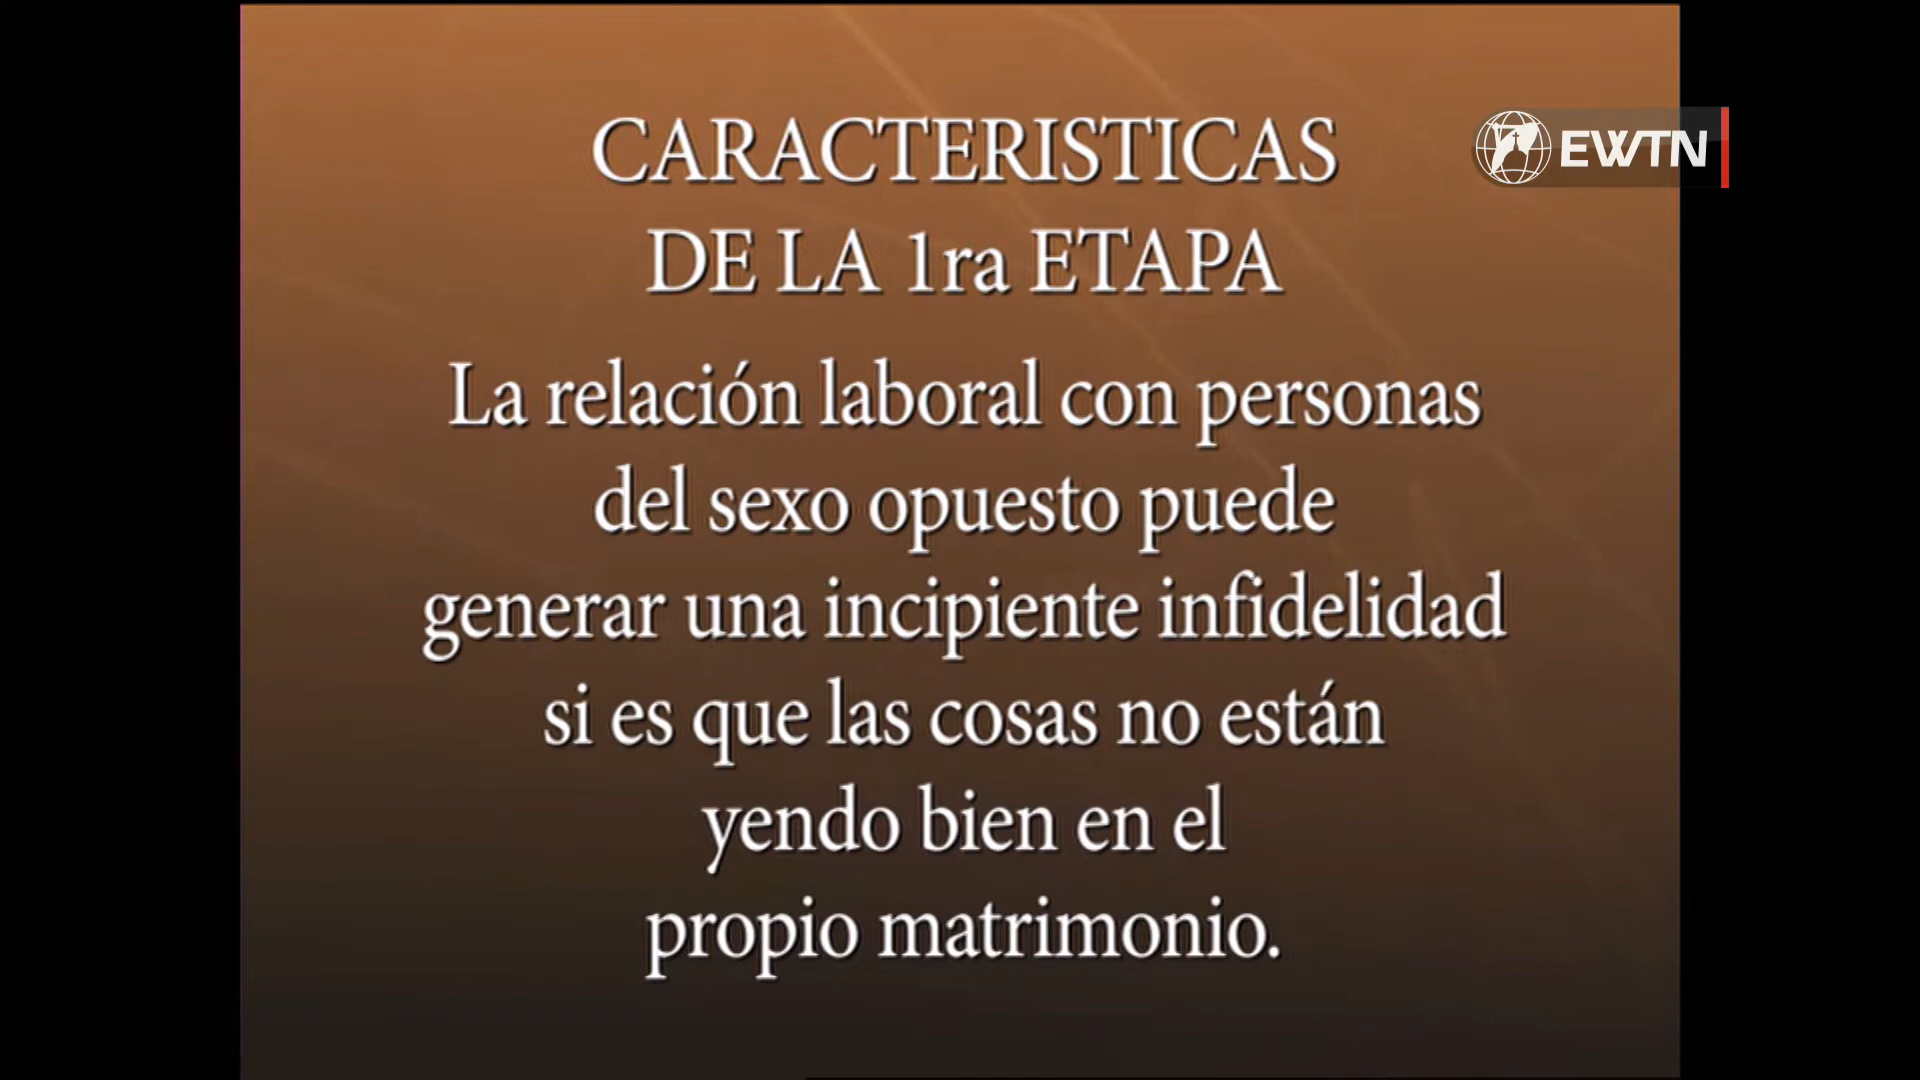 CARACTERISTICAS
DE LA 1ra ETAPA
La relación laboral con personas
del sexo opuesto puede
generar una incipiente infidelidad
si es que las cosas no están
yendo bien en el
propio matrimonio.
EWTN